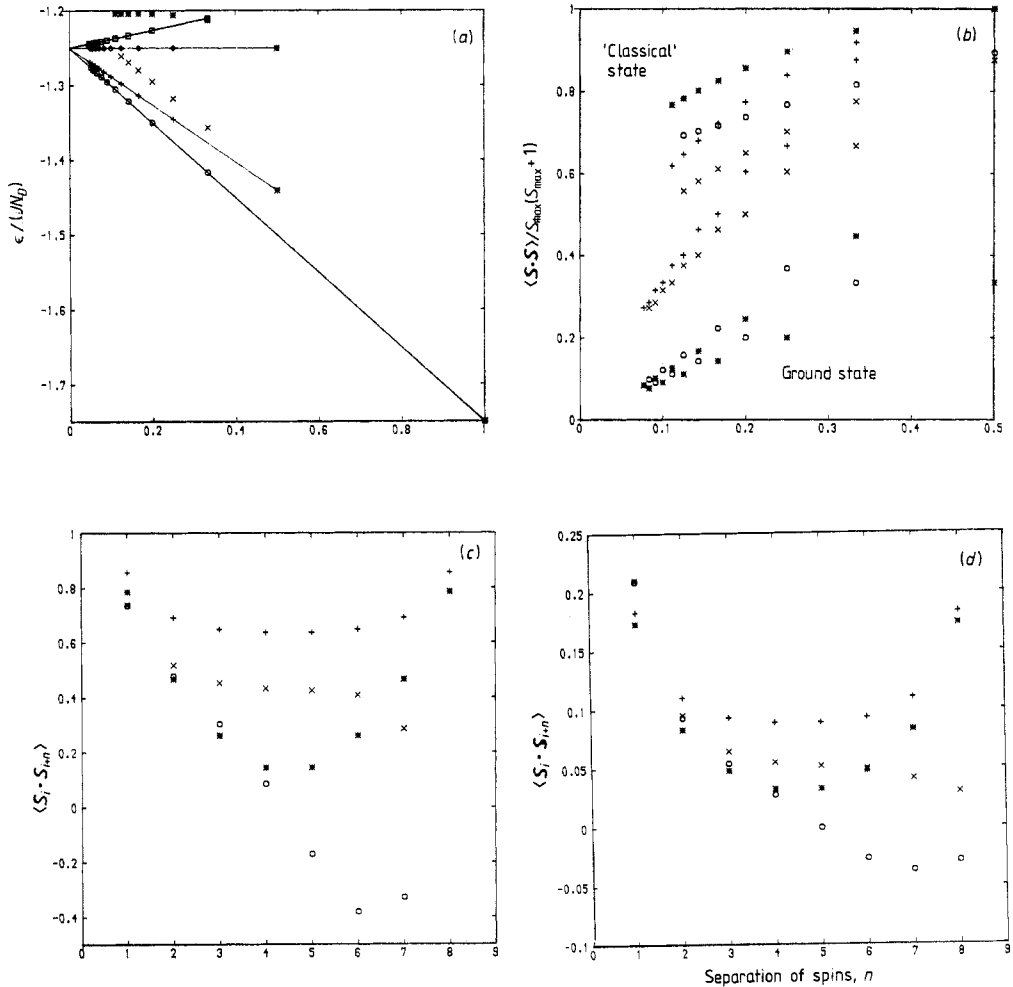 (a)
-1.2
-1.3
-1.4
-1.5
-1.6
-1.7
ϵ/(JN_D)
0 0.2 0.4 0.6 0.8 1
(b)
'Classical' state
Ground state
1
0.8
0.6
0.4
0.2
0
⟨S·S⟩/S_max(S_max+1)
0 0.1 0.2 0.3 0.4 0.5
(c)
1
0.8
0.6
0.4
0.2
0
-0.2
-0.4
⟨S_i·S_{i+n}⟩
0 1 2 3 4 5 6 7 8 9
(d)
0.25
0.20
0.15
0.1
0.05
0
-0.05
-0.1
⟨S_i·S_{i+n}⟩
0 1 2 3 4 5 6 7 8 9
Separation of spins, n